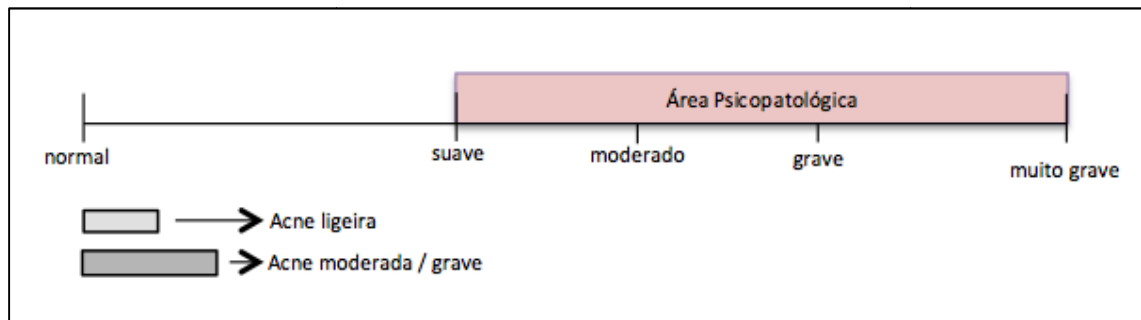 Área Psicopatológica
normal
suave
moderado
grave
muito grave
Acne ligeira
Acne moderada / grave